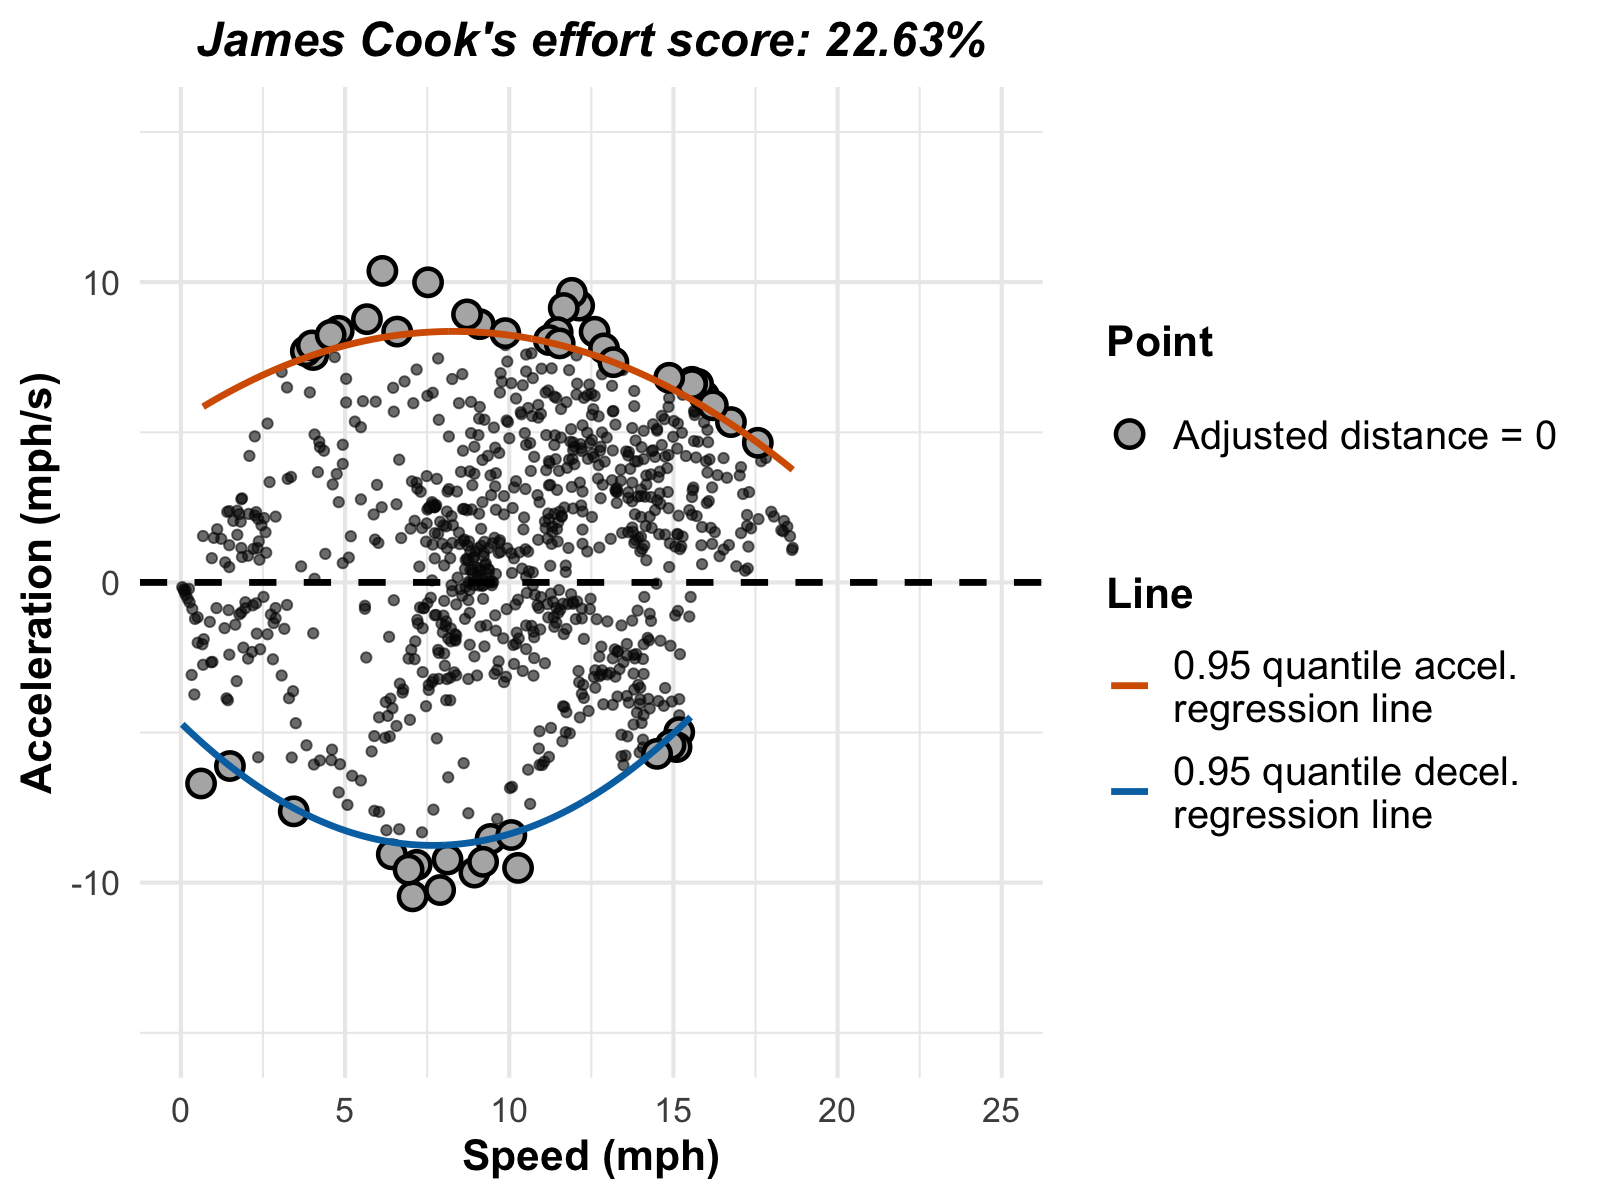 James Cook's effort score: 22.63%
Acceleration (mph/s)
10
0
-10
0 5 10 15 20 25
Speed (mph)
Point
Adjusted distance = 0
Line
0.95 quantile accel.
regression line
0.95 quantile decel.
regression line